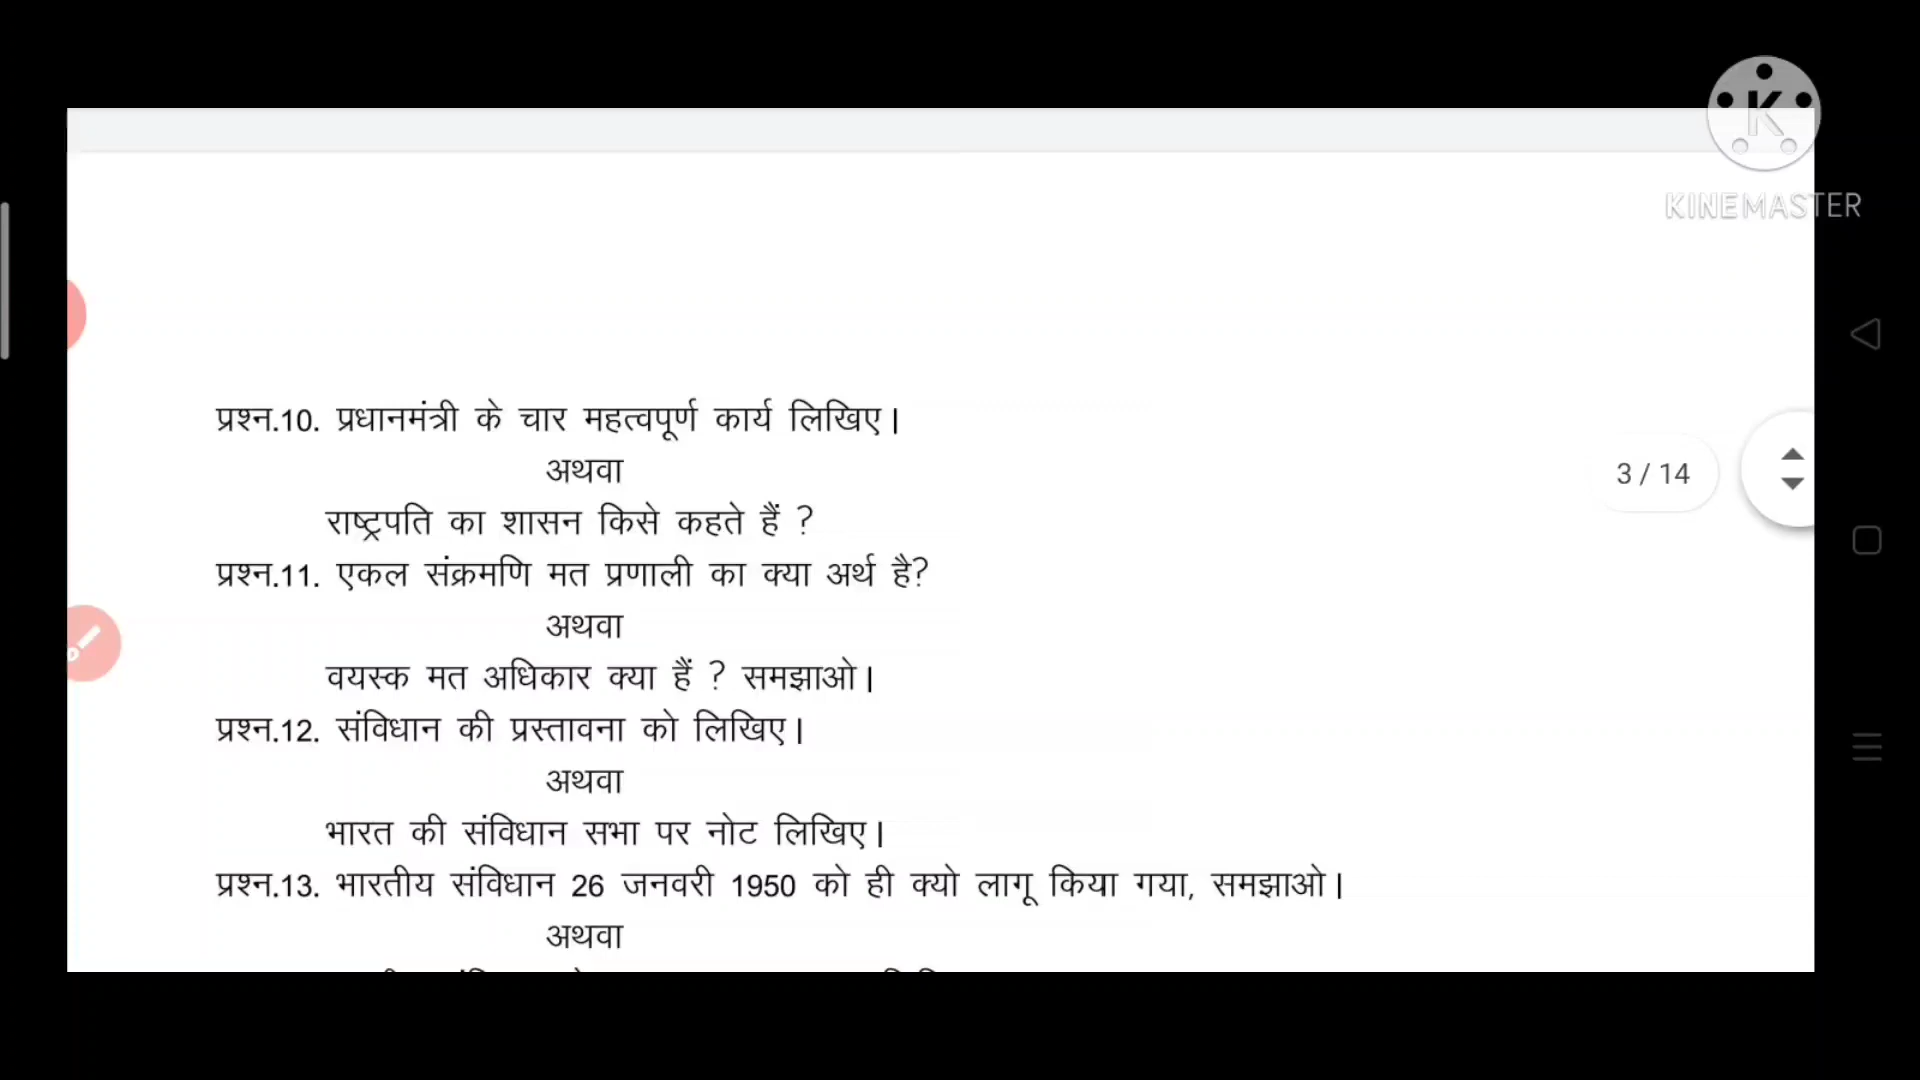 K
KINEMASTER
प्रश्न.10. प्रधानमंत्री के चार महत्वपूर्ण कार्य लिखिए।
अथवा
3 / 14
राष्ट्रपति का शासन किसे कहते हैं ?
प्रश्न.11. एकल संक्रमणि मत प्रणाली का क्या अर्थ है?
अथवा
वयस्क मत अधिकार क्या हैं ? समझाओ।
प्रश्न.12. संविधान की प्रस्तावना को लिखिए।
अथवा
भारत की संविधान सभा पर नोट लिखिए।
प्रश्न.13. भारतीय संविधान 26 जनवरी 1950 को ही क्यो लागू किया गया, समझाओ।
अथवा